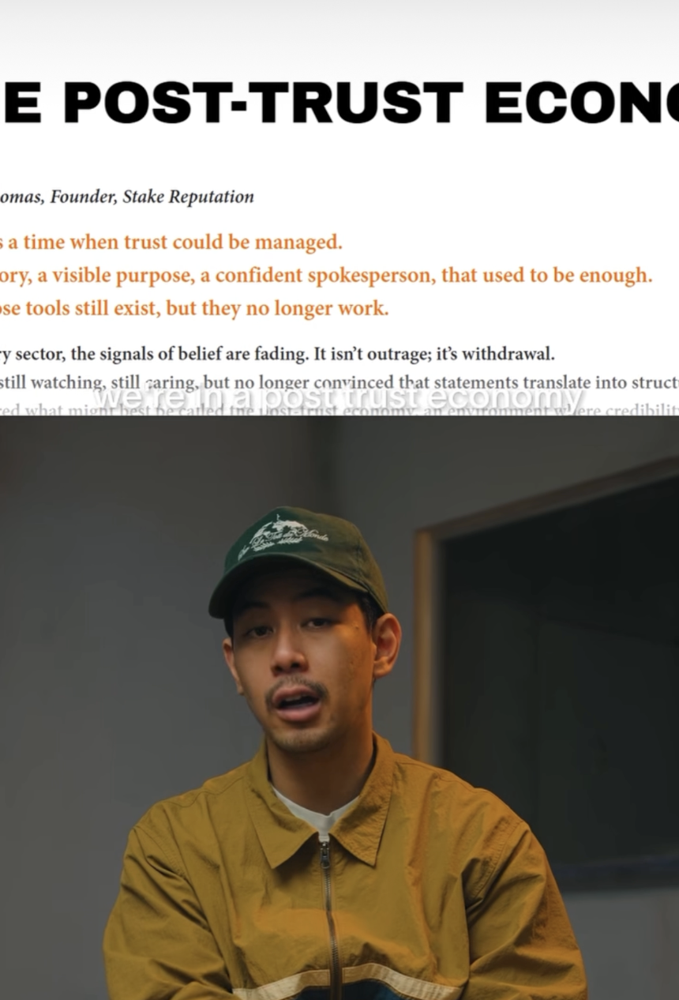 E POST-TRUST ECONO
omas, Founder, Stake Reputation
s a time when trust could be managed.
ory, a visible purpose, a confident spokesperson, that used to be enough.
ose tools still exist, but they no longer work.
ry sector, the signals of belief are fading. It isn't outrage; it's withdrawal.
still watching, still caring, but no longer convinced that statements translate into struct
we're in a post trust economy
red what might best be called the post-trust economy, an environment where credibility